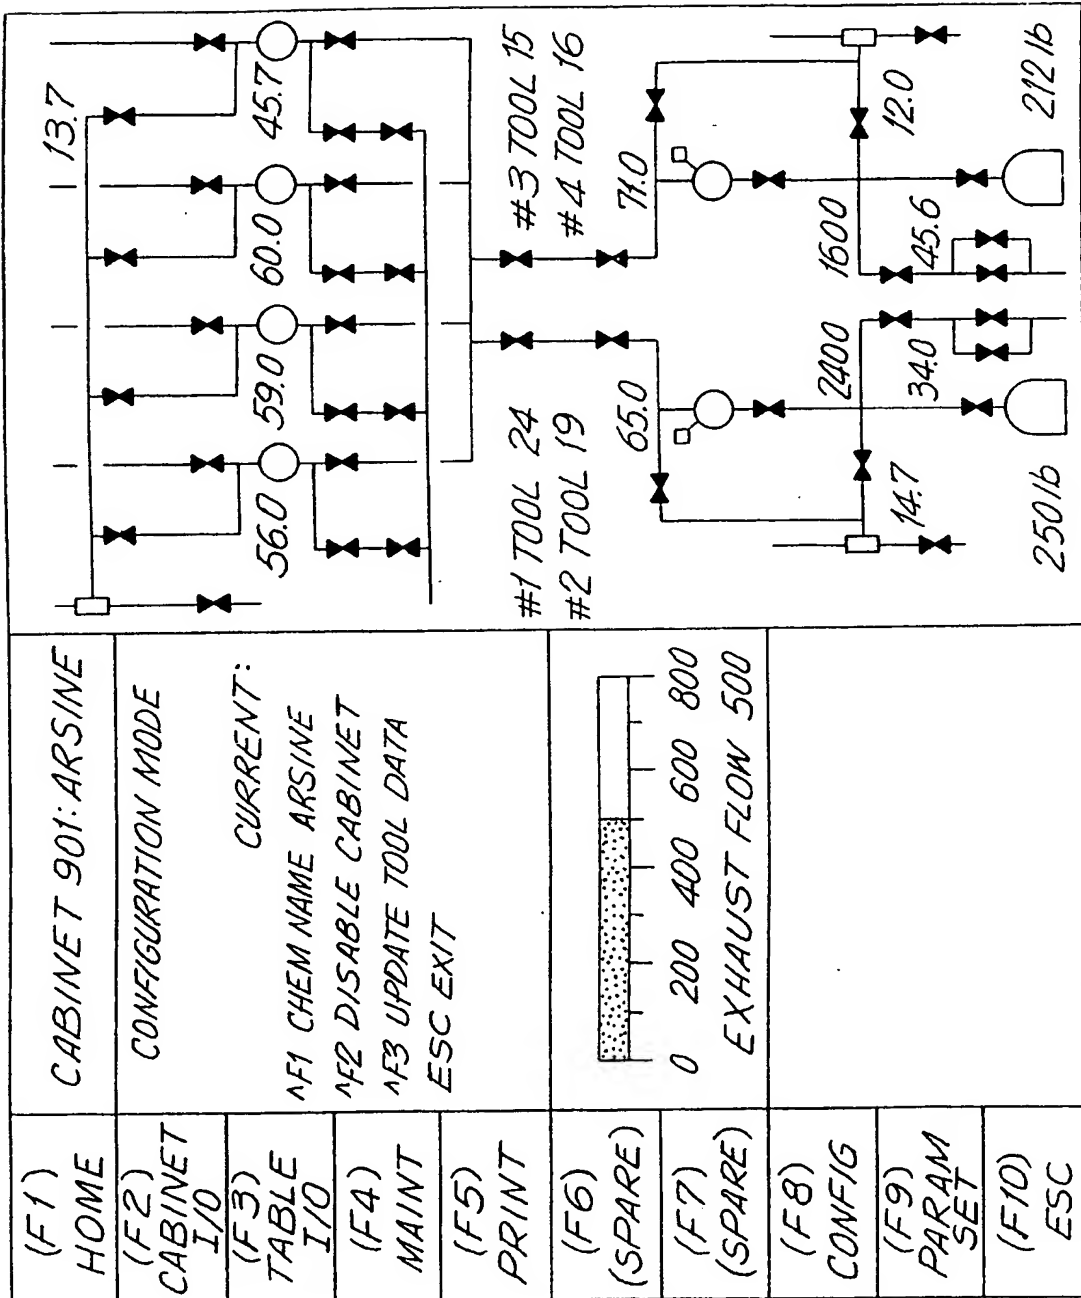 (F1)
HOME
(F2)
CABINET
I/O
(F3)
TABLE
I/O
(F4)
MAINT
(F5)
PRINT
(F6)
(SPARE)
(F7)
(SPARE)
(F8)
CONFIG
(F9)
PARAM
SET
(F10)
ESC
CABINET 901: ARSINE
CONFIGURATION MODE
CURRENT:
^F1 CHEM NAME ARSINE
^F2 DISABLE CABINET
^F3 UPDATE TOOL DATA
ESC EXIT
0 200 400 600 800
EXHAUST FLOW 500
13.7
56.0
59.0
60.0
45.7
#1 TOOL 24
#2 TOOL 19
#3 TOOL 15
#4 TOOL 16
65.0
71.0
2400
1600
14.7
34.0
45.6
12.0
250 lb
212 lb